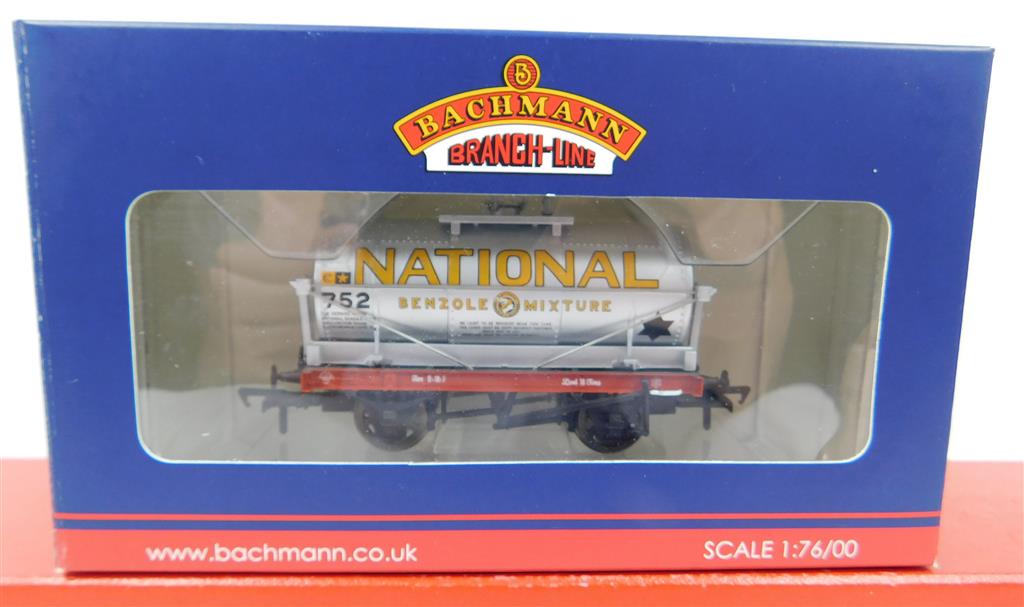 B
BACHMANN
BRANCH-LINE
NATIONAL
752
BENZOLE MIXTURE
www.bachmann.co.uk
SCALE 1:76/00